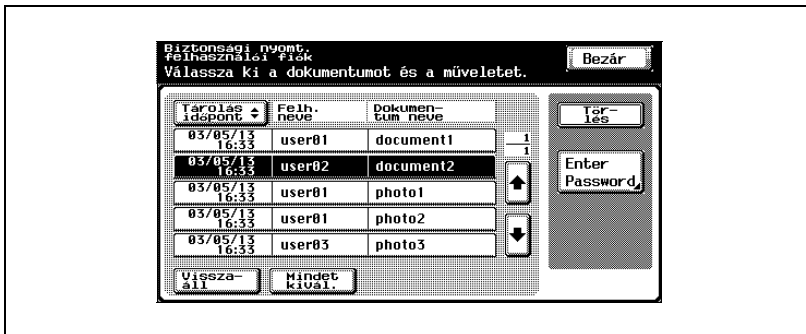 Biztonsági nyomt.
felhasználói fiók
Válassza ki a dokumentumot és a műveletet.
Bezár
Tárolás
időpont
Felh.
neve
Dokumen-
tum neve
Tör-
lés
03/05/13
16:33
user01
document1
1
1
03/05/13
16:33
user02
document2
Enter
Password
03/05/13
16:33
user01
photo1
03/05/13
16:33
user01
photo2
03/05/13
16:33
user03
photo3
Vissza-
áll
Mindet
kivál.